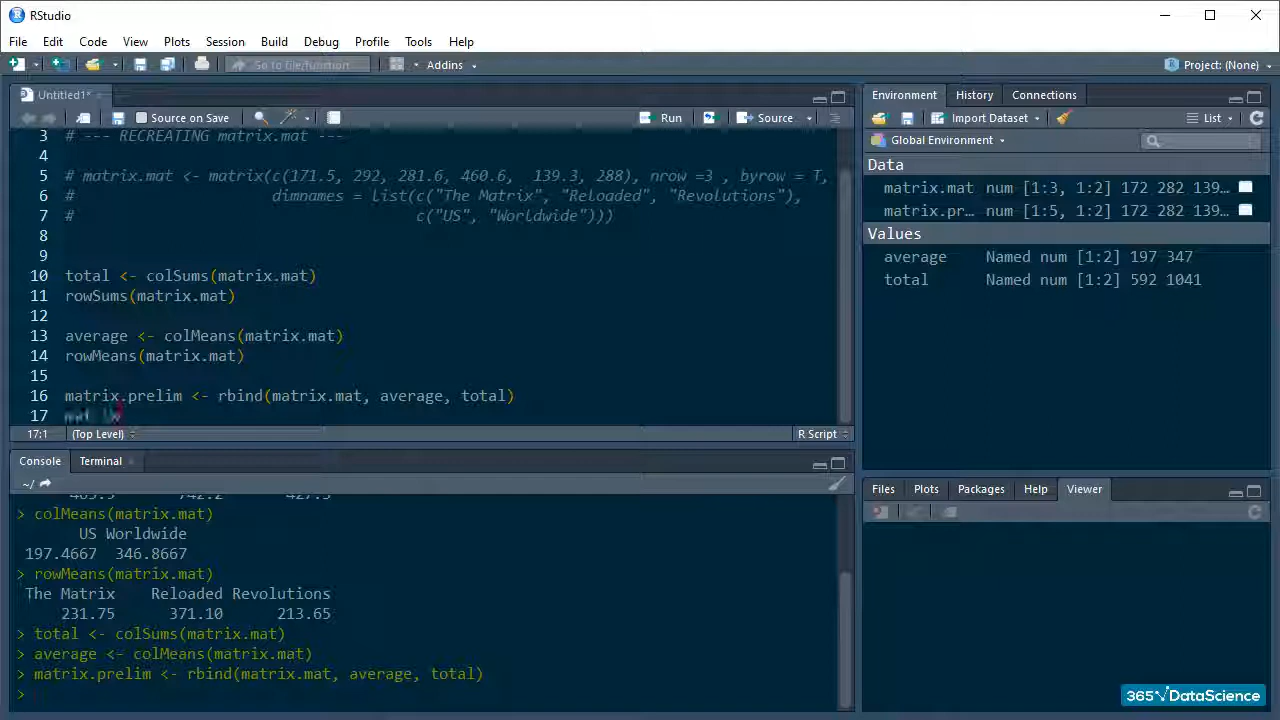 RStudio
File Edit Code View Plots Session Build Debug Profile Tools Help
Go to file/function Addins Project: (None)
Untitled1*
Source on Save Run Source
3 # --- RECREATING matrix.mat ---
4
5 # matrix.mat <- matrix(c(171.5, 292, 281.6, 460.6,  139.3, 288), nrow =3 , byrow = T,
6 #                      dimnames = list(c("The Matrix", "Reloaded", "Revolutions"),
7 #                                      c("US", "Worldwide")))
8
9
10 total <- colSums(matrix.mat)
11 rowSums(matrix.mat)
12
13 average <- colMeans(matrix.mat)
14 rowMeans(matrix.mat)
15
16 matrix.prelim <- rbind(matrix.mat, average, total)
17
17:1 (Top Level) R Script
Console Terminal
~/
> colMeans(matrix.mat)
US Worldwide
197.4667 346.8667
> rowMeans(matrix.mat)
The Matrix Reloaded Revolutions
231.75 371.10 213.65
> total <- colSums(matrix.mat)
> average <- colMeans(matrix.mat)
> matrix.prelim <- rbind(matrix.mat, average, total)
>
Environment History Connections
Import Dataset List
Global Environment
Data
matrix.mat num [1:3, 1:2] 172 282 139…
matrix.pr… num [1:5, 1:2] 172 282 139…
Values
average Named num [1:2] 197 347
total Named num [1:2] 592 1041
Files Plots Packages Help Viewer
365 DataScience